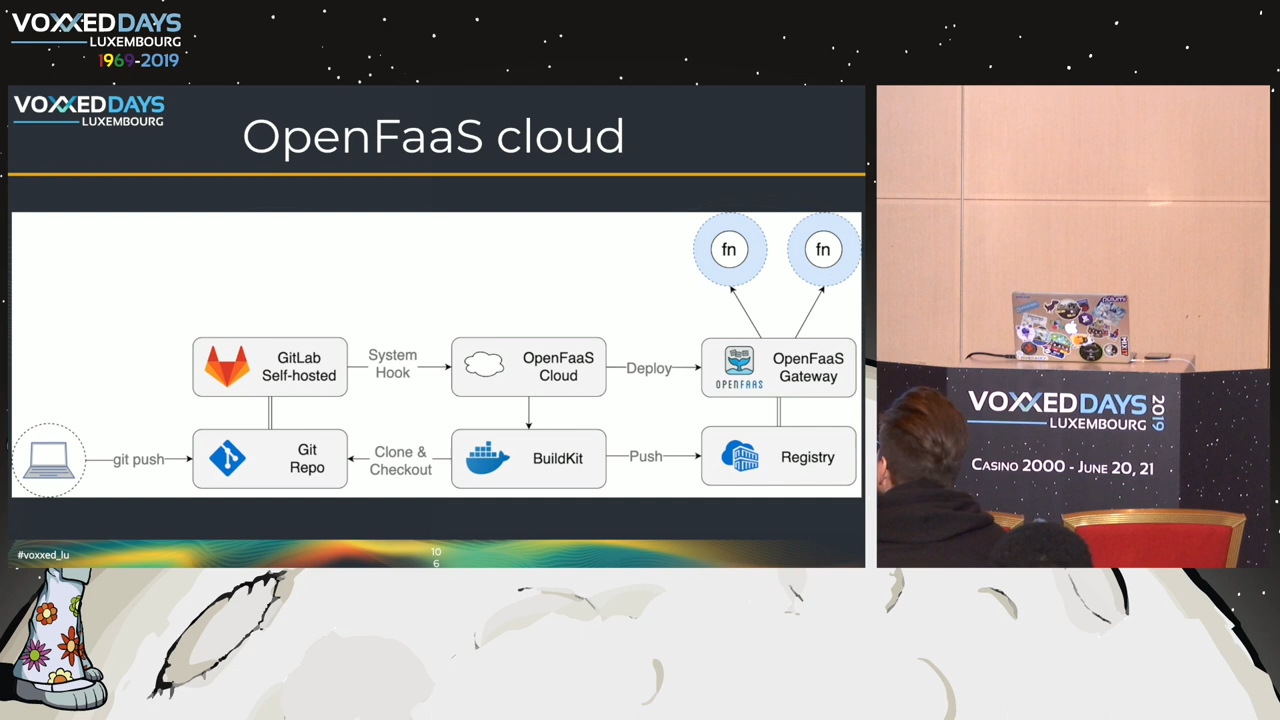 VOXXEDDAYS
LUXEMBOURG
1969-2019
VOXXEDDAYS
LUXEMBOURG
OpenFaaS cloud
fn
fn
GitLab
Self-hosted
System
Hook
OpenFaaS
Cloud
Deploy
OPENFAAS
OpenFaaS
Gateway
git push
Git
Repo
Clone &
Checkout
BuildKit
Push
Registry
#voxxed_lu
10
6
VOXXEDDAYS
LUXEMBOURG
2019
CASINO 2000 - JUNE 20, 21